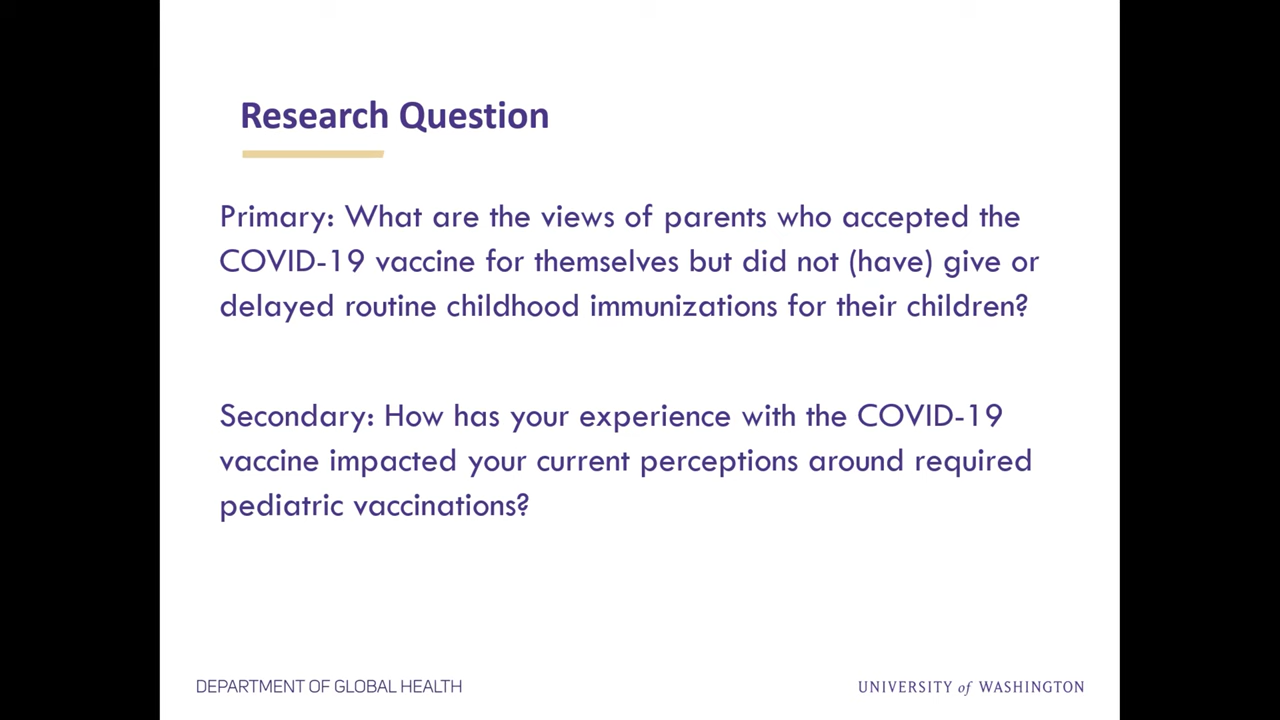 Research Question
Primary: What are the views of parents who accepted the
COVID-19 vaccine for themselves but did not (have) give or
delayed routine childhood immunizations for their children?
Secondary: How has your experience with the COVID-19
vaccine impacted your current perceptions around required
pediatric vaccinations?
DEPARTMENT OF GLOBAL HEALTH
UNIVERSITY of WASHINGTON